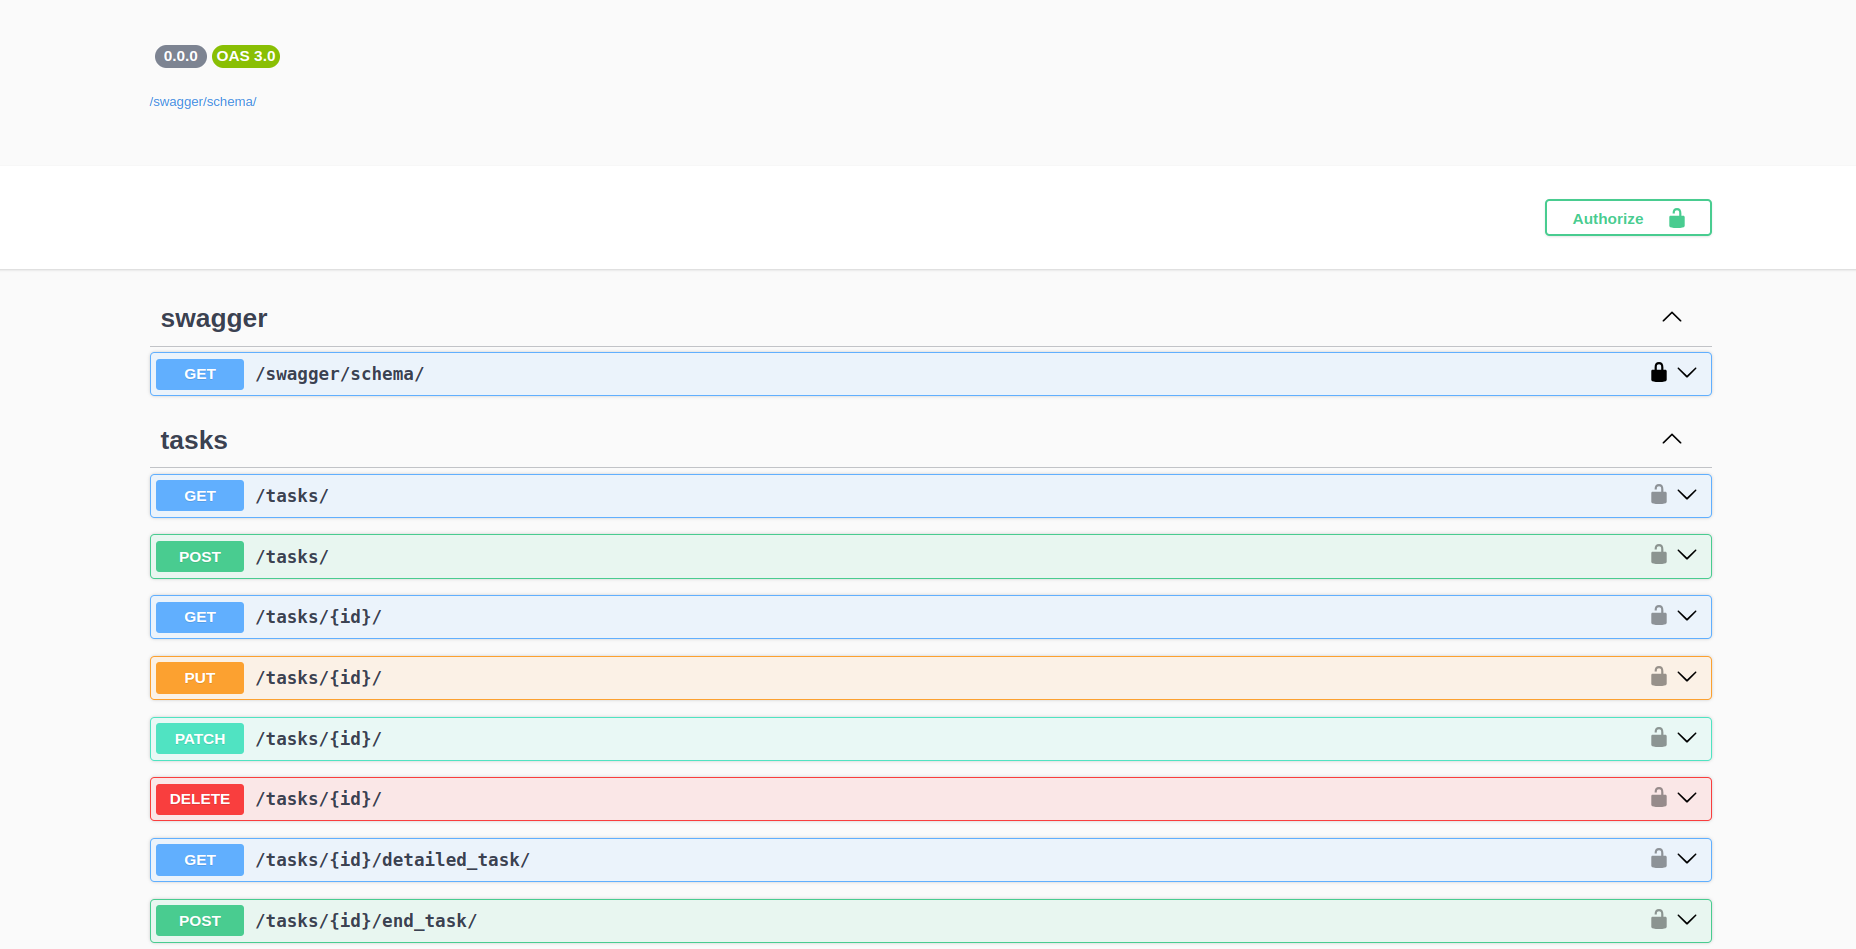 0.0.0 OAS 3.0
/swagger/schema/
Authorize
swagger
GET /swagger/schema/
tasks
GET /tasks/
POST /tasks/
GET /tasks/{id}/
PUT /tasks/{id}/
PATCH /tasks/{id}/
DELETE /tasks/{id}/
GET /tasks/{id}/detailed_task/
POST /tasks/{id}/end_task/